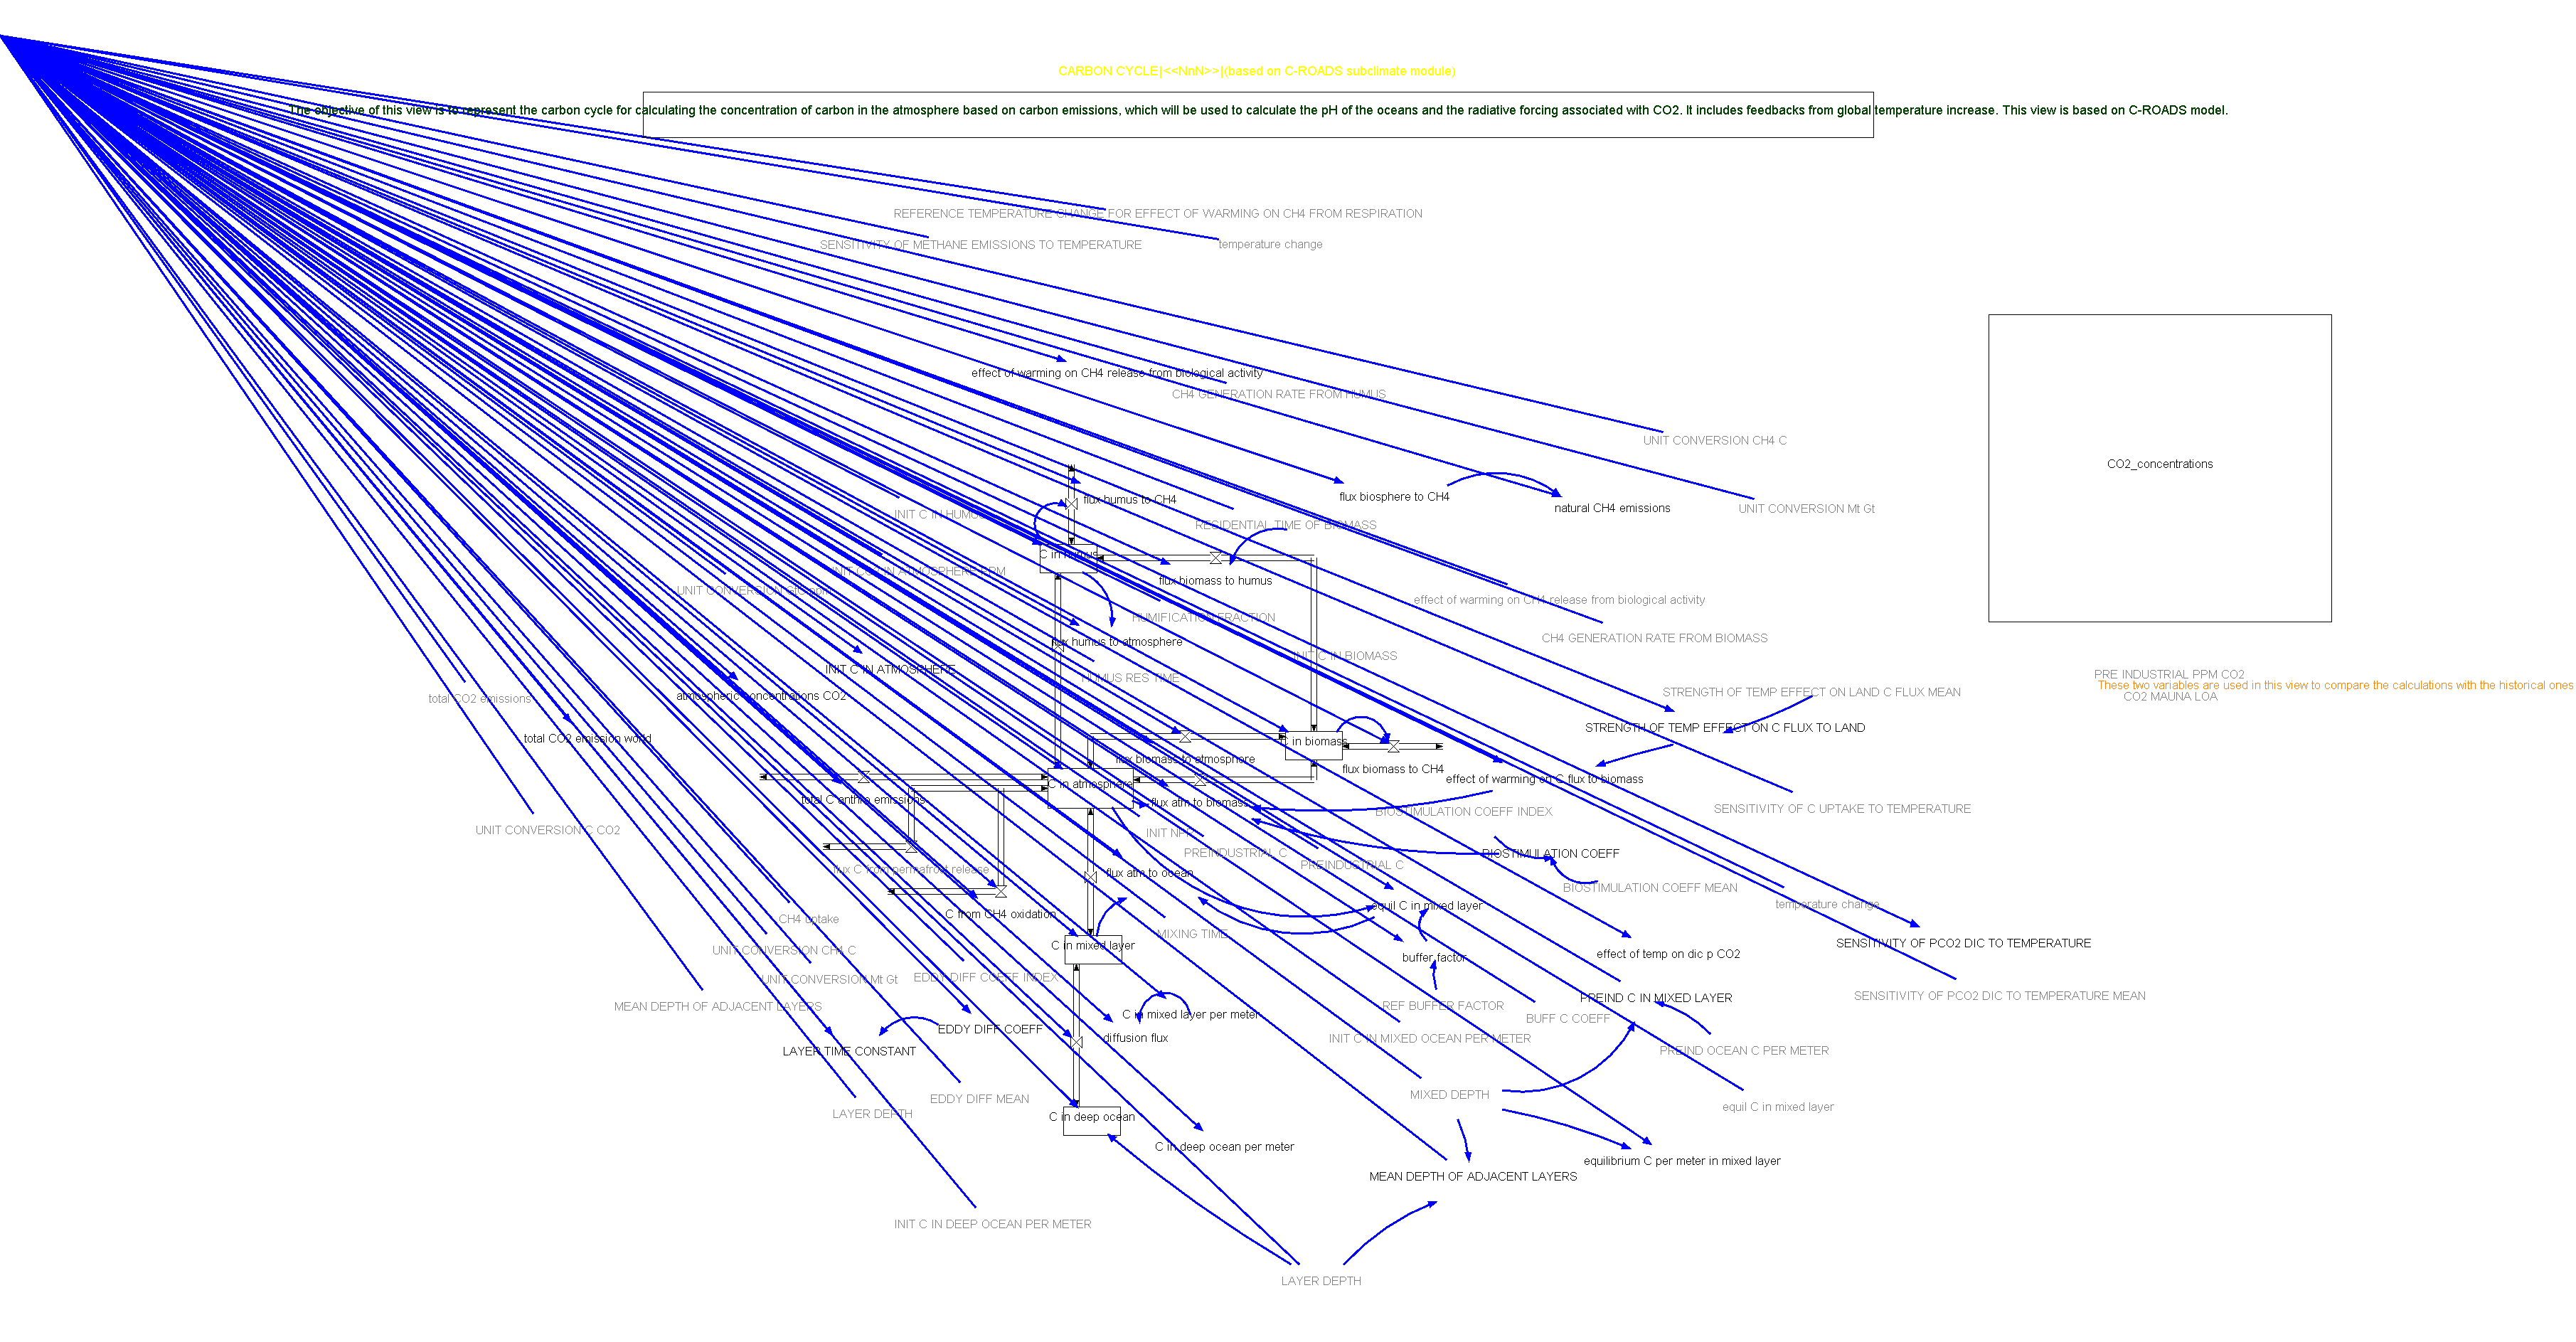 CARBON CYCLE|<<NnN>>|(based on C-ROADS subclimate module)
The objective of this view is to represent the carbon cycle for calculating the concentration of carbon in the atmosphere based on carbon emissions, which will be used to calculate the pH of the oceans and the radiative forcing associated with CO2. It includes feedbacks from global temperature increase. This view is based on C-ROADS model.
REFERENCE TEMPERATURE CHANGE FOR EFFECT OF WARMING ON CH4 FROM RESPIRATION
SENSITIVITY OF METHANE EMISSIONS TO TEMPERATURE
temperature change
effect of warming on CH4 release from biological activity
CH4 GENERATION RATE FROM HUMUS
UNIT CONVERSION CH4 C
CO2_concentrations
flux humus to CH4
flux biosphere to CH4
natural CH4 emissions
UNIT CONVERSION Mt Gt
INIT C IN HUMUS
RESIDENTIAL TIME OF BIOMASS
C in humus
INIT CO2 IN ATMOSPHERE PPM
flux biomass to humus
UNIT CONVERSION GtC ppm
effect of warming on CH4 release from biological activity
HUMIFICATION FRACTION
CH4 GENERATION RATE FROM BIOMASS
flux humus to atmosphere
INIT C IN BIOMASS
INIT C IN ATMOSPHERE
HUMUS RES TIME
PRE INDUSTRIAL PPM CO2
These two variables are used in this view to compare the calculations with the historical ones
CO2 MAUNA LOA
total CO2 emissions
atmospheric concentrations CO2
STRENGTH OF TEMP EFFECT ON LAND C FLUX MEAN
STRENGTH OF TEMP EFFECT ON C FLUX TO LAND
total CO2 emission world
C in biomass
flux biomass to atmosphere
flux biomass to CH4
effect of warming on C flux to biomass
C in atmosphere
total C anthro emissions
flux atm to biomass
BIOSTIMULATION COEFF INDEX
SENSITIVITY OF C UPTAKE TO TEMPERATURE
UNIT CONVERSION C CO2
INIT NPP
PREINDUSTRIAL C
PREINDUSTRIAL C
BIOSTIMULATION COEFF
flux C from permafrost release
flux atm to ocean
BIOSTIMULATION COEFF MEAN
temperature change
C from CH4 oxidation
equil C in mixed layer
CH4 uptake
MIXING TIME
C in mixed layer
SENSITIVITY OF PCO2 DIC TO TEMPERATURE
UNIT CONVERSION CH4 C
effect of temp on dic p CO2
buffer factor
UNIT CONVERSION Mt Gt
EDDY DIFF COEFF INDEX
MEAN DEPTH OF ADJACENT LAYERS
REF BUFFER FACTOR
PREIND C IN MIXED LAYER
SENSITIVITY OF PCO2 DIC TO TEMPERATURE MEAN
C in mixed layer per meter
BUFF C COEFF
EDDY DIFF COEFF
diffusion flux
INIT C IN MIXED OCEAN PER METER
LAYER TIME CONSTANT
PREIND OCEAN C PER METER
EDDY DIFF MEAN
MIXED DEPTH
LAYER DEPTH
C in deep ocean
equil C in mixed layer
C in deep ocean per meter
equilibrium C per meter in mixed layer
MEAN DEPTH OF ADJACENT LAYERS
INIT C IN DEEP OCEAN PER METER
LAYER DEPTH